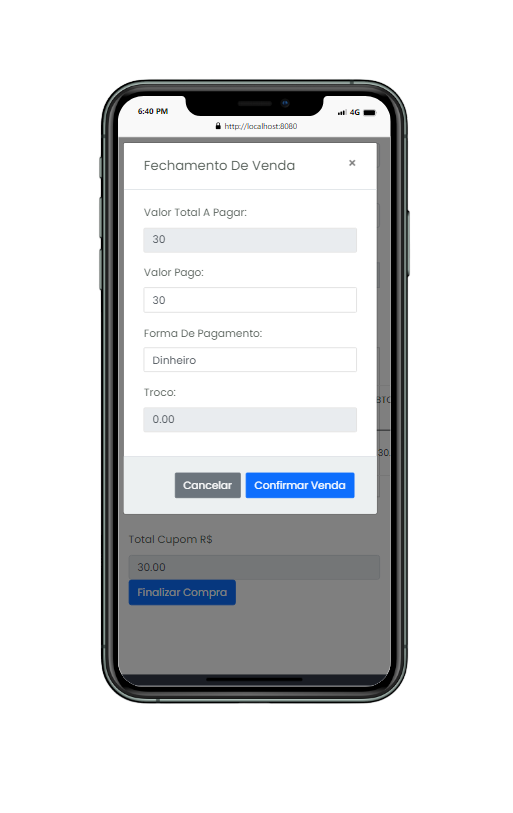 6:40 PM
4G
http://localhost:8080
Fechamento De Venda
×
Valor Total A Pagar:
30
Valor Pago:
30
Forma De Pagamento:
Dinheiro
Troco:
0.00
30.
Cancelar
Confirmar Venda
Total Cupom R$
30.00
Finalizar Compra